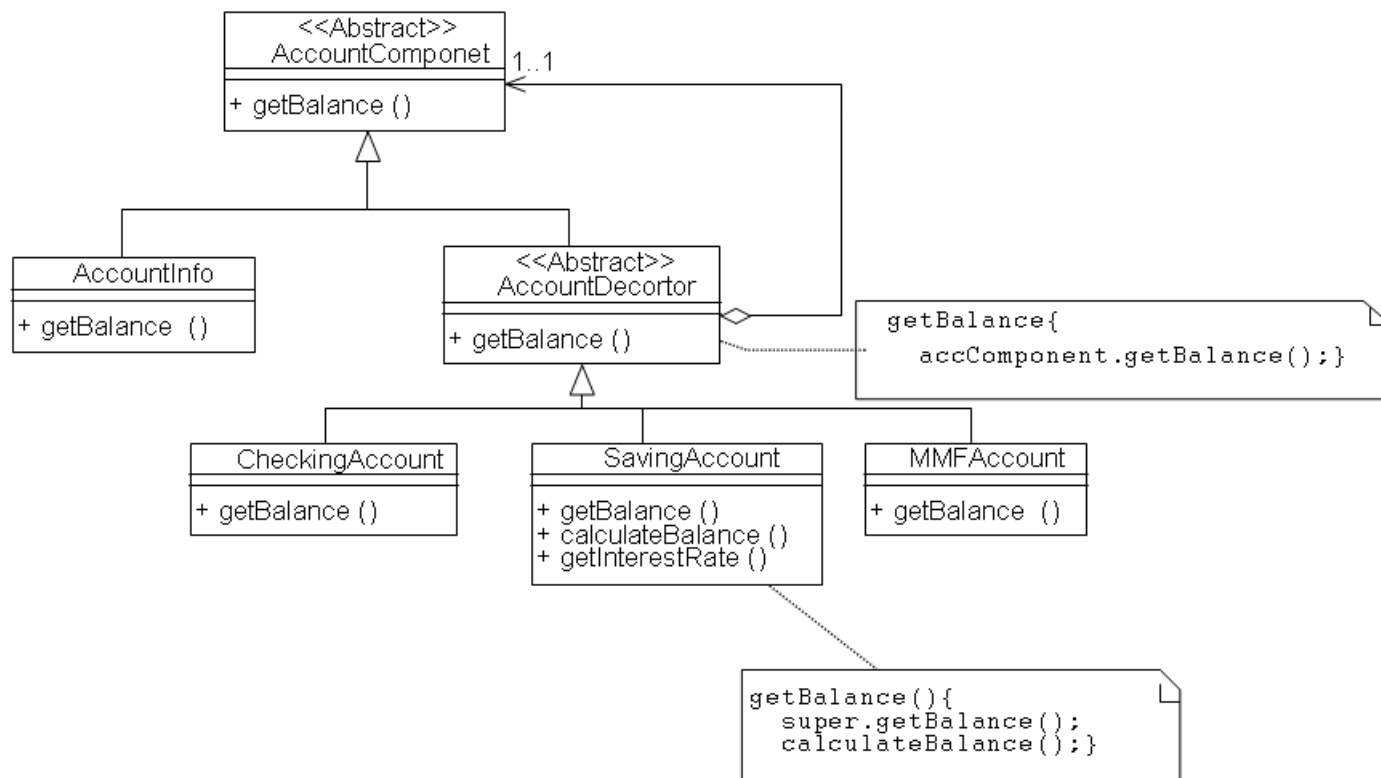 <<Abstract>>
AccountComponet
1..1
+ getBalance ()
AccountInfo
+ getBalance ()
<<Abstract>>
AccountDecortor
+ getBalance ()
getBalance{
accComponent.getBalance();}
CheckingAccount
+ getBalance ()
SavingAccount
+ getBalance ()
+ calculateBalance ()
+ getInterestRate ()
MMFAccount
+ getBalance ()
getBalance(){
super.getBalance();
calculateBalance();}